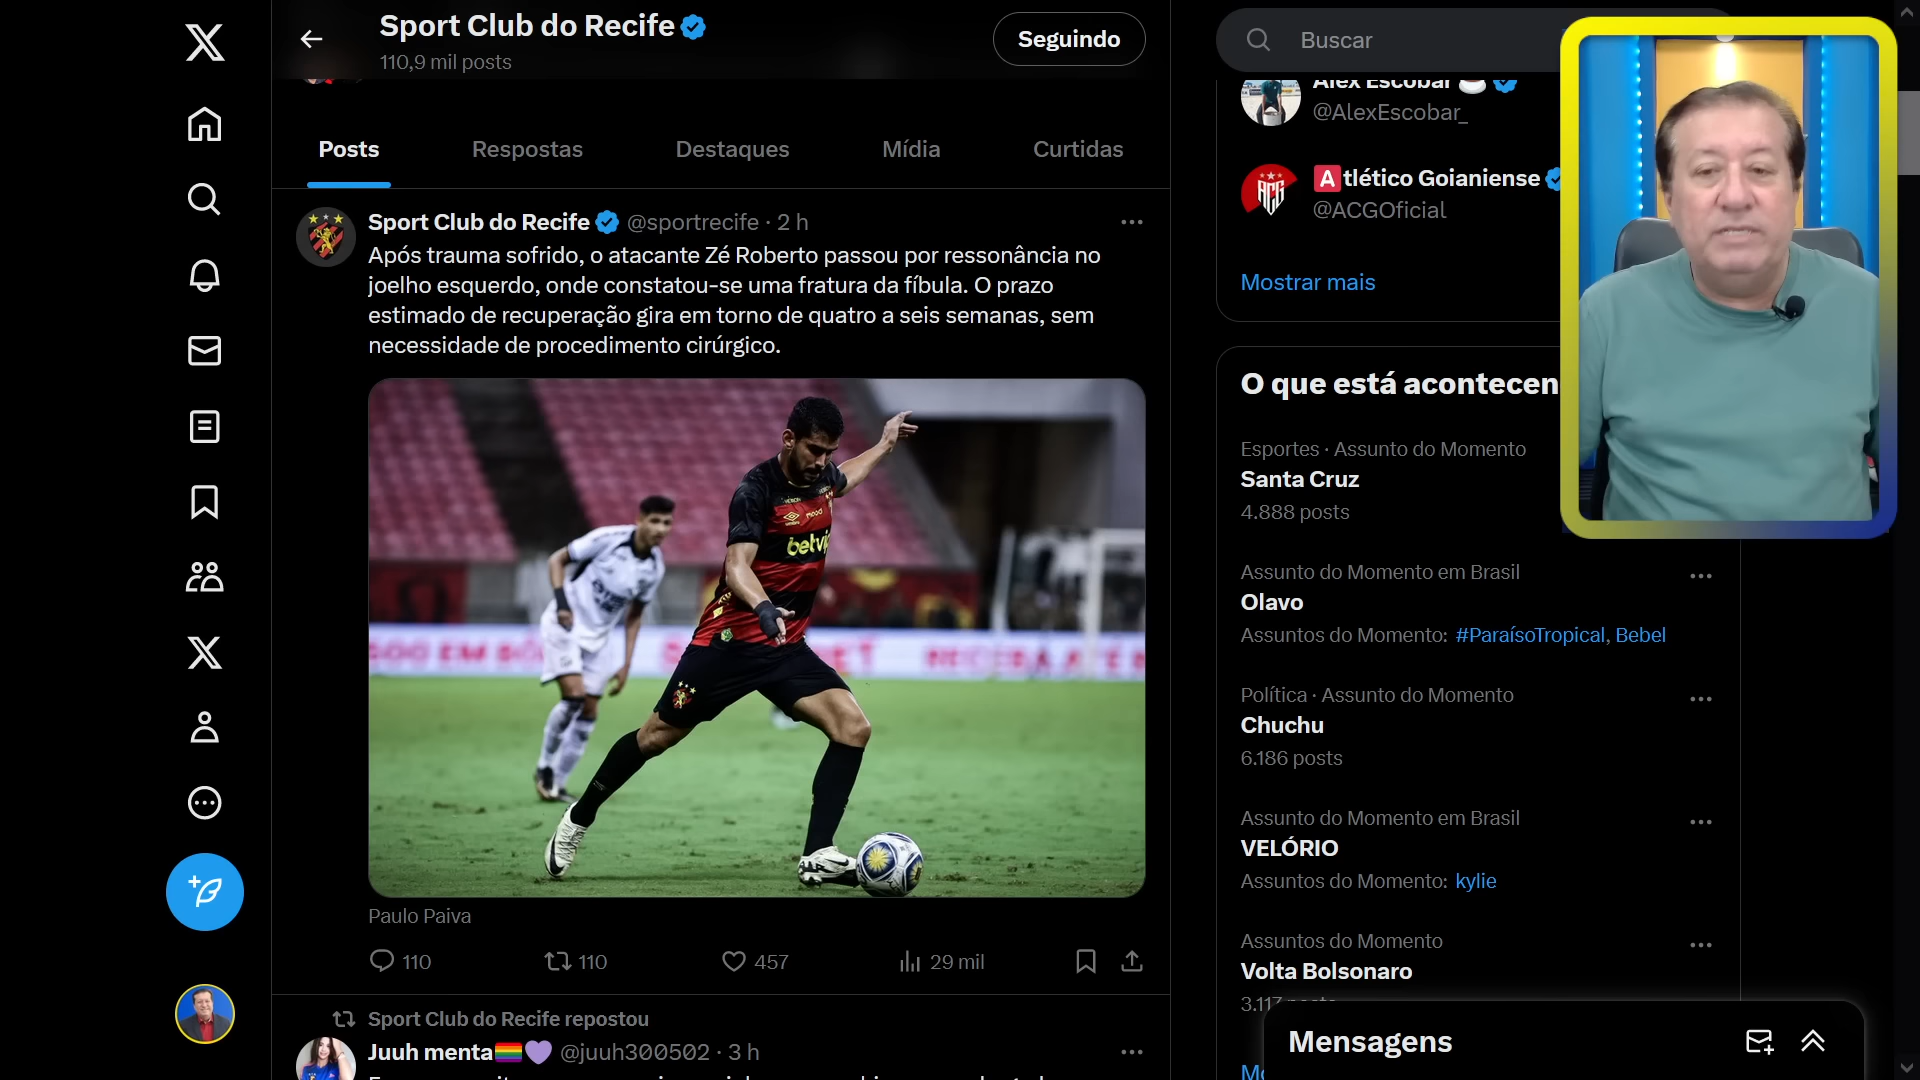 Sport Club do Recife
110,9 mil posts
Seguindo
Buscar
Alex Escobar
@AlexEscobar_
Posts
Respostas
Destaques
Mídia
Curtidas
Atlético Goianiense
@ACGOficial
Mostrar mais
Sport Club do Recife @sportrecife · 2 h
Após trauma sofrido, o atacante Zé Roberto passou por ressonância no
joelho esquerdo, onde constatou-se uma fratura da fíbula. O prazo
estimado de recuperação gira em torno de quatro a seis semanas, sem
necessidade de procedimento cirúrgico.
betvip
Paulo Paiva
110
110
457
29 mil
Sport Club do Recife repostou
Juuh menta @juuh300502 · 3 h
O que está acontecen
Esportes · Assunto do Momento
Santa Cruz
4.888 posts
Assunto do Momento em Brasil
Olavo
Assuntos do Momento: #ParaísoTropical, Bebel
Política · Assunto do Momento
Chuchu
6.186 posts
Assunto do Momento em Brasil
VELÓRIO
Assuntos do Momento: kylie
Assuntos do Momento
Volta Bolsonaro
3.117 posts
Mensagens